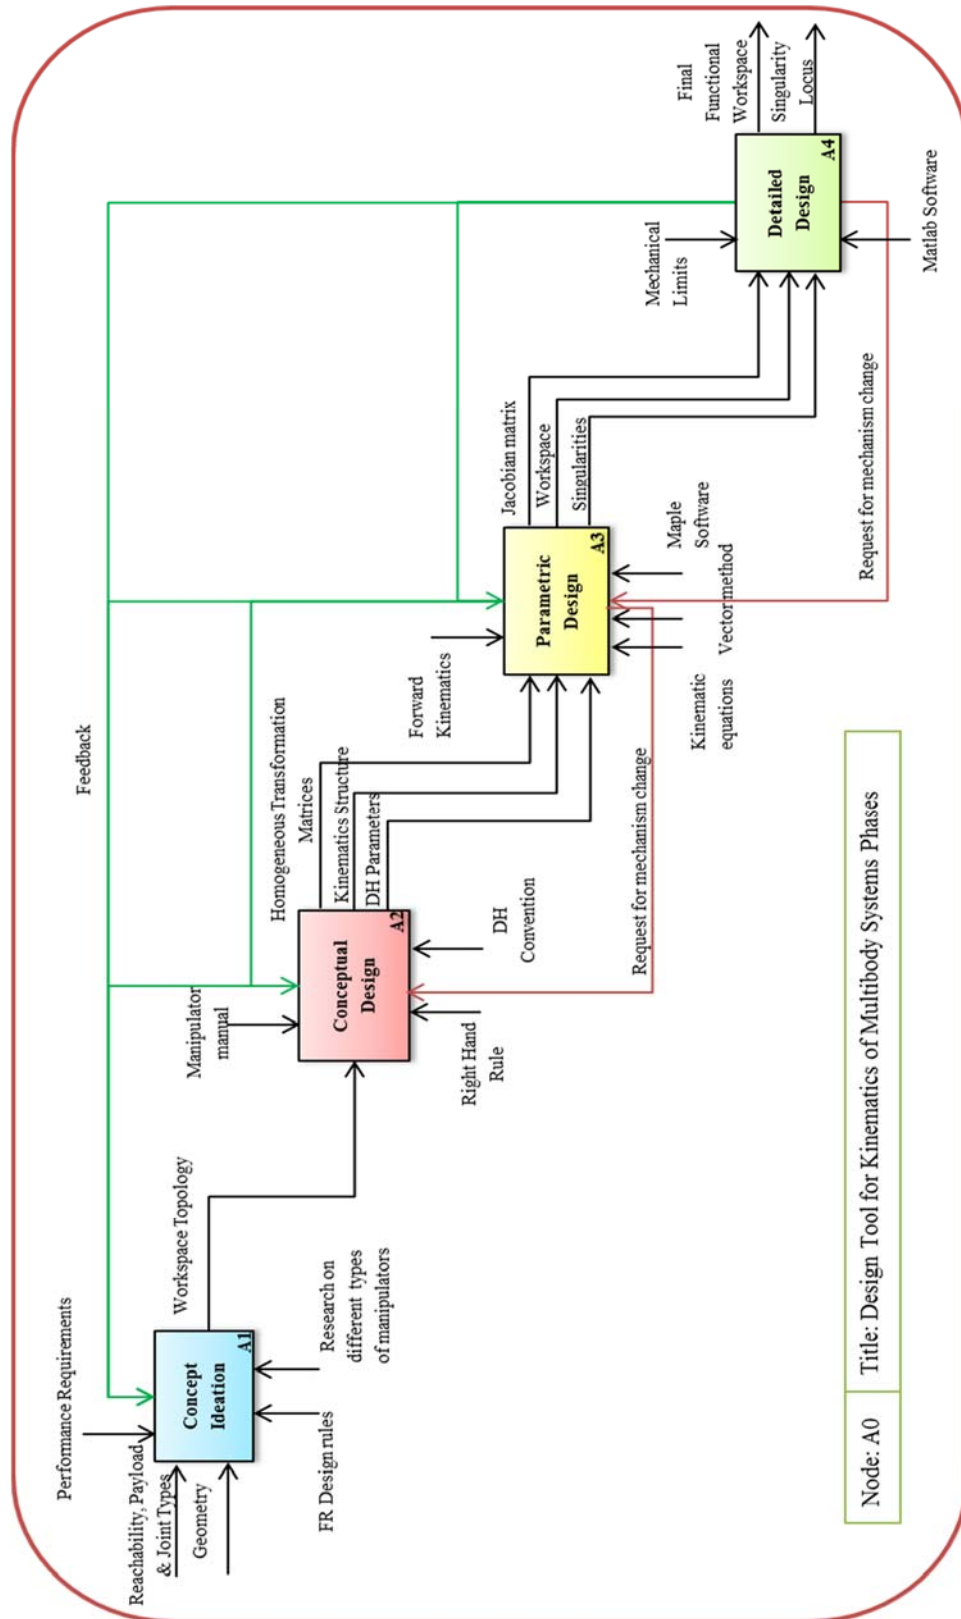 Performance Requirements
Reachability, Payload
& Joint Types
Geometry
Concept
Ideation
A1
FR Design rules
Research on
different types
of manipulators
Workspace Topology
Feedback
Manipulator
manual
Conceptual
Design
A2
Right Hand
Rule
DH
Convention
Homogeneous Transformation
Matrices
Kinematics Structure
DH Parameters
Request for mechanism change
Forward
Kinematics
Parametric
Design
A3
Kinematic
equations
Vector method
Maple
Software
Jacobian matrix
Workspace
Singularities
Request for mechanism change
Mechanical
Limits
Detailed
Design
A4
Matlab Software
Final
Functional
Workspace
Singularity
Locus
Node: A0
Title: Design Tool for Kinematics of Multibody Systems Phases